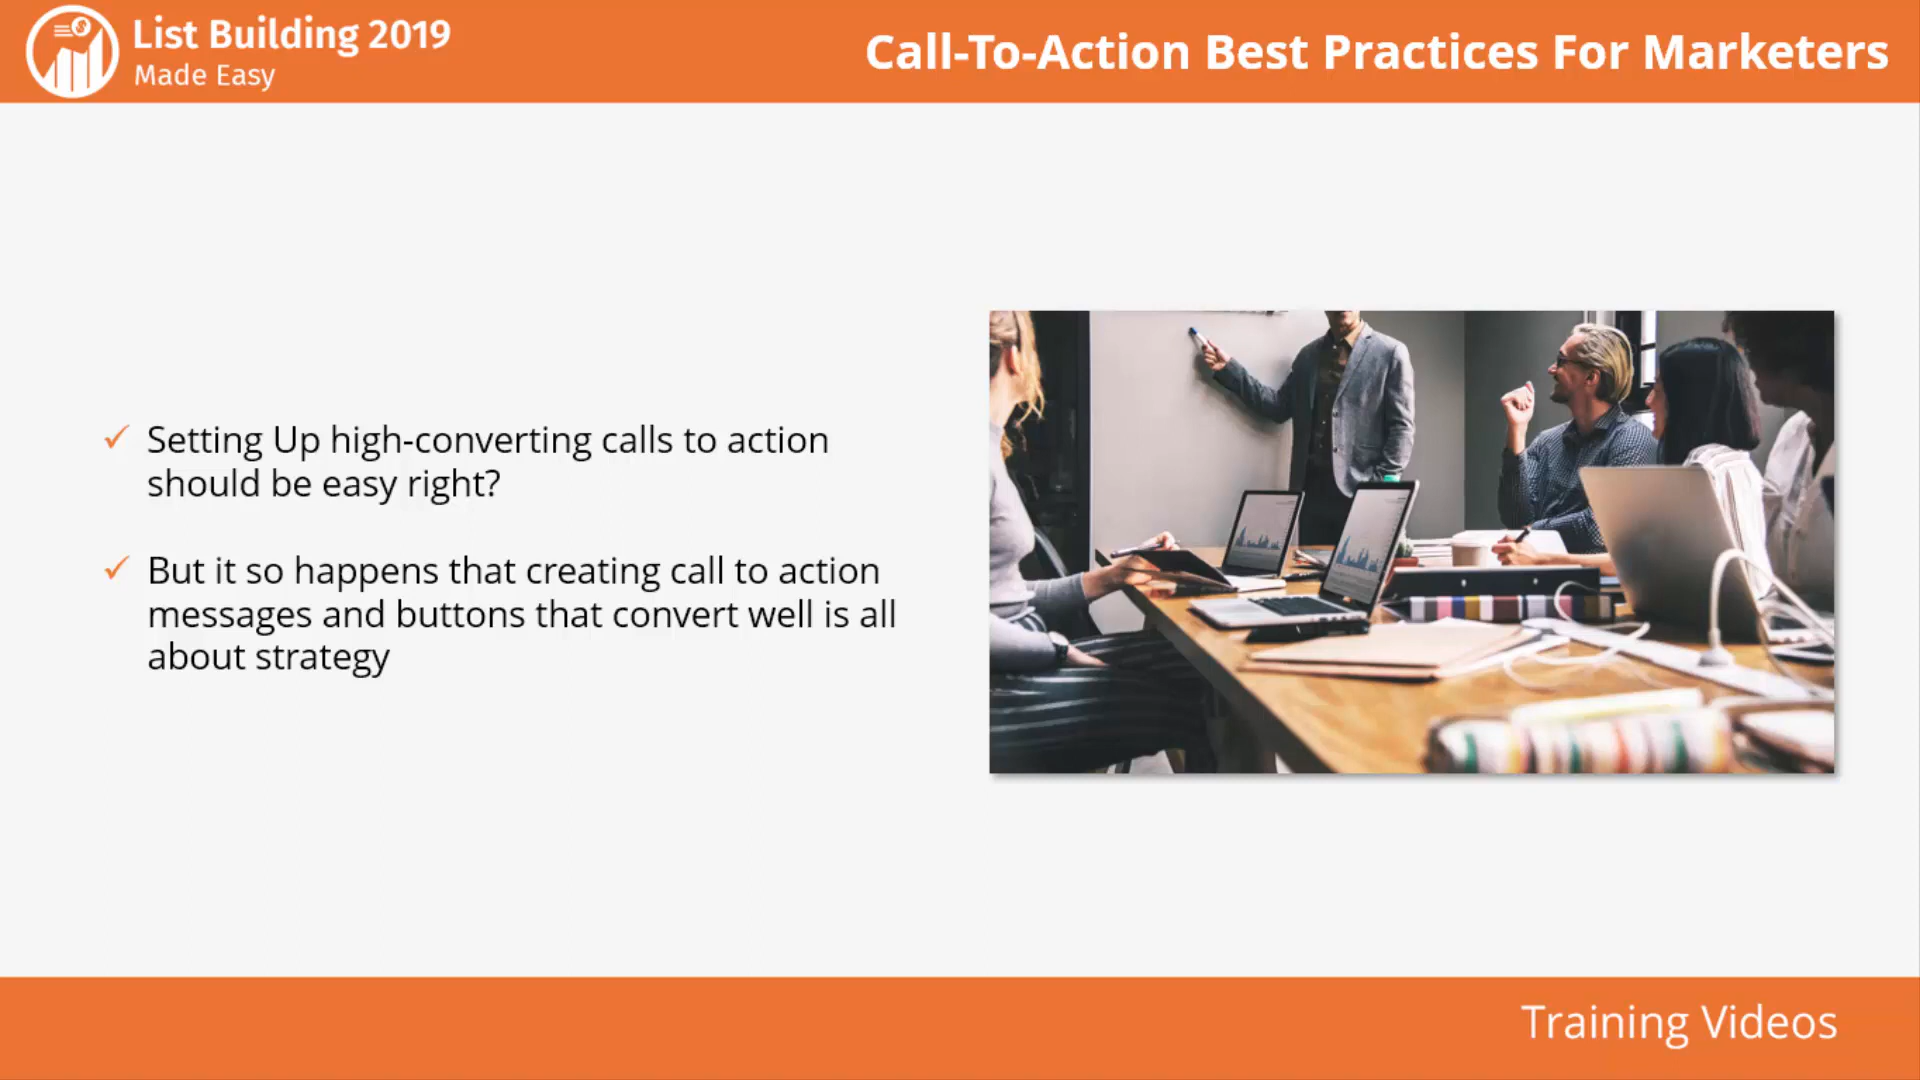 List Building 2019
Made Easy
Call-To-Action Best Practices For Marketers
Setting Up high-converting calls to action
should be easy right?
But it so happens that creating call to action
messages and buttons that convert well is all
about strategy
Training Videos